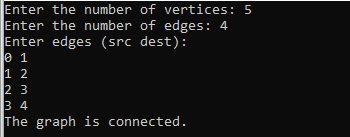 Enter the number of vertices: 5
Enter the number of edges: 4
Enter edges (src dest):
0 1
1 2
2 3
3 4
The graph is connected.